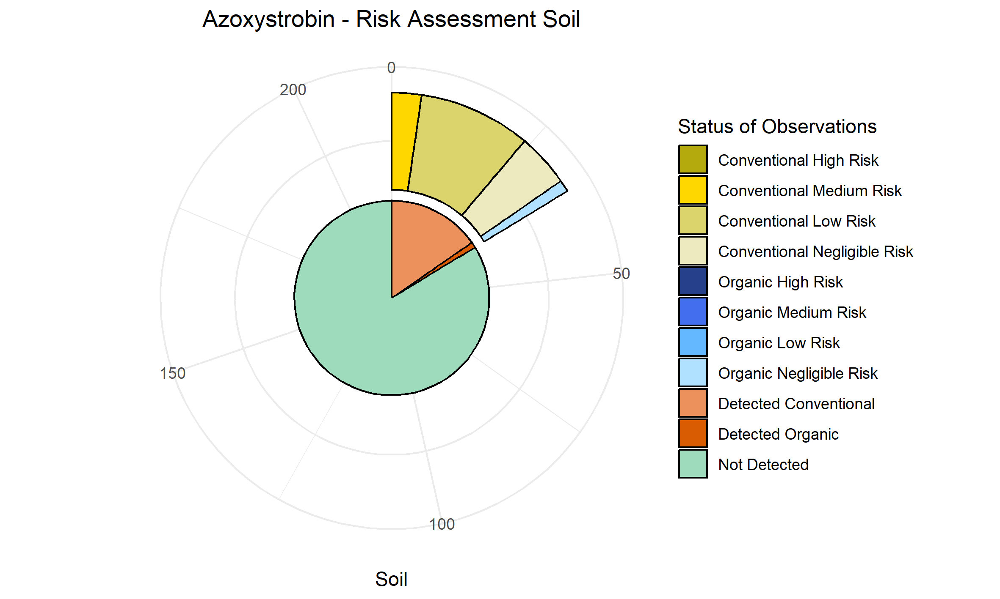 Azoxystrobin - Risk Assessment Soil
0
200
50
150
100
Soil
Status of Observations
Conventional High Risk
Conventional Medium Risk
Conventional Low Risk
Conventional Negligible Risk
Organic High Risk
Organic Medium Risk
Organic Low Risk
Organic Negligible Risk
Detected Conventional
Detected Organic
Not Detected